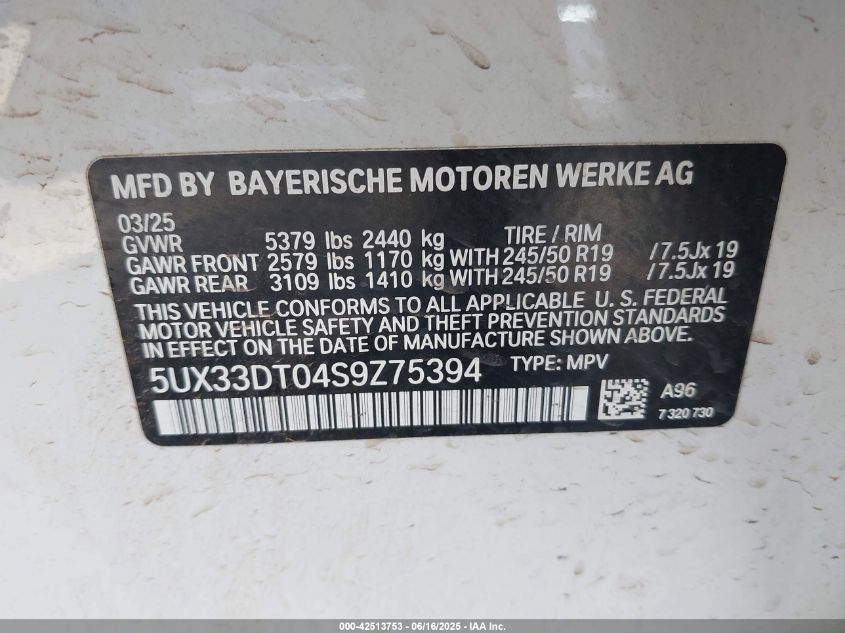 MFD BY BAYERISCHE MOTOREN WERKE AG
03/25
GVWR 5379 lbs 2440 kg TIRE / RIM
GAWR FRONT 2579 lbs 1170 kg WITH 245/50 R19 /7.5Jx 19
GAWR REAR 3109 lbs 1410 kg WITH 245/50 R19 /7.5Jx 19
THIS VEHICLE CONFORMS TO ALL APPLICABLE U. S. FEDERAL
MOTOR VEHICLE SAFETY AND THEFT PREVENTION STANDARDS
IN EFFECT ON THE DATE OF MANUFACTURE SHOWN ABOVE.
5UX33DT04S9Z75394 TYPE: MPV
A96
7 320 730
000-42513753 - 06/16/2025 - IAA Inc.